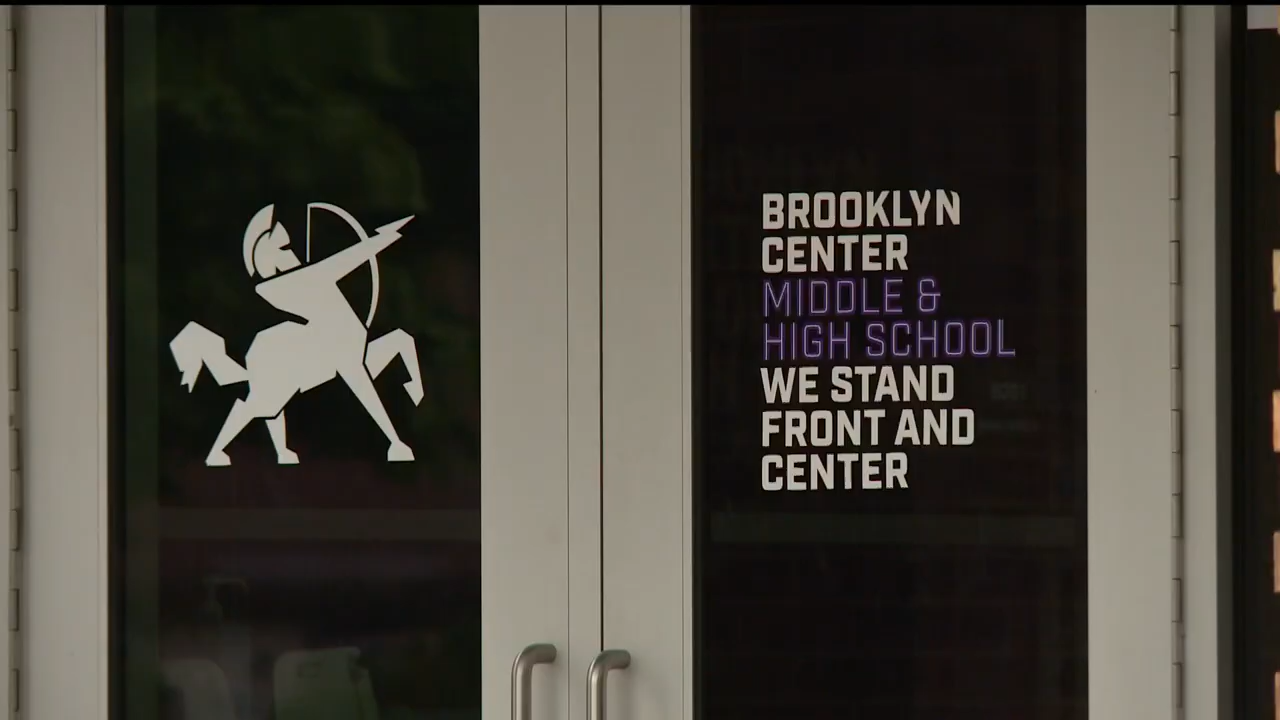 BROOKLYN
CENTER
MIDDLE &
HIGH SCHOOL
WE STAND
FRONT AND
CENTER